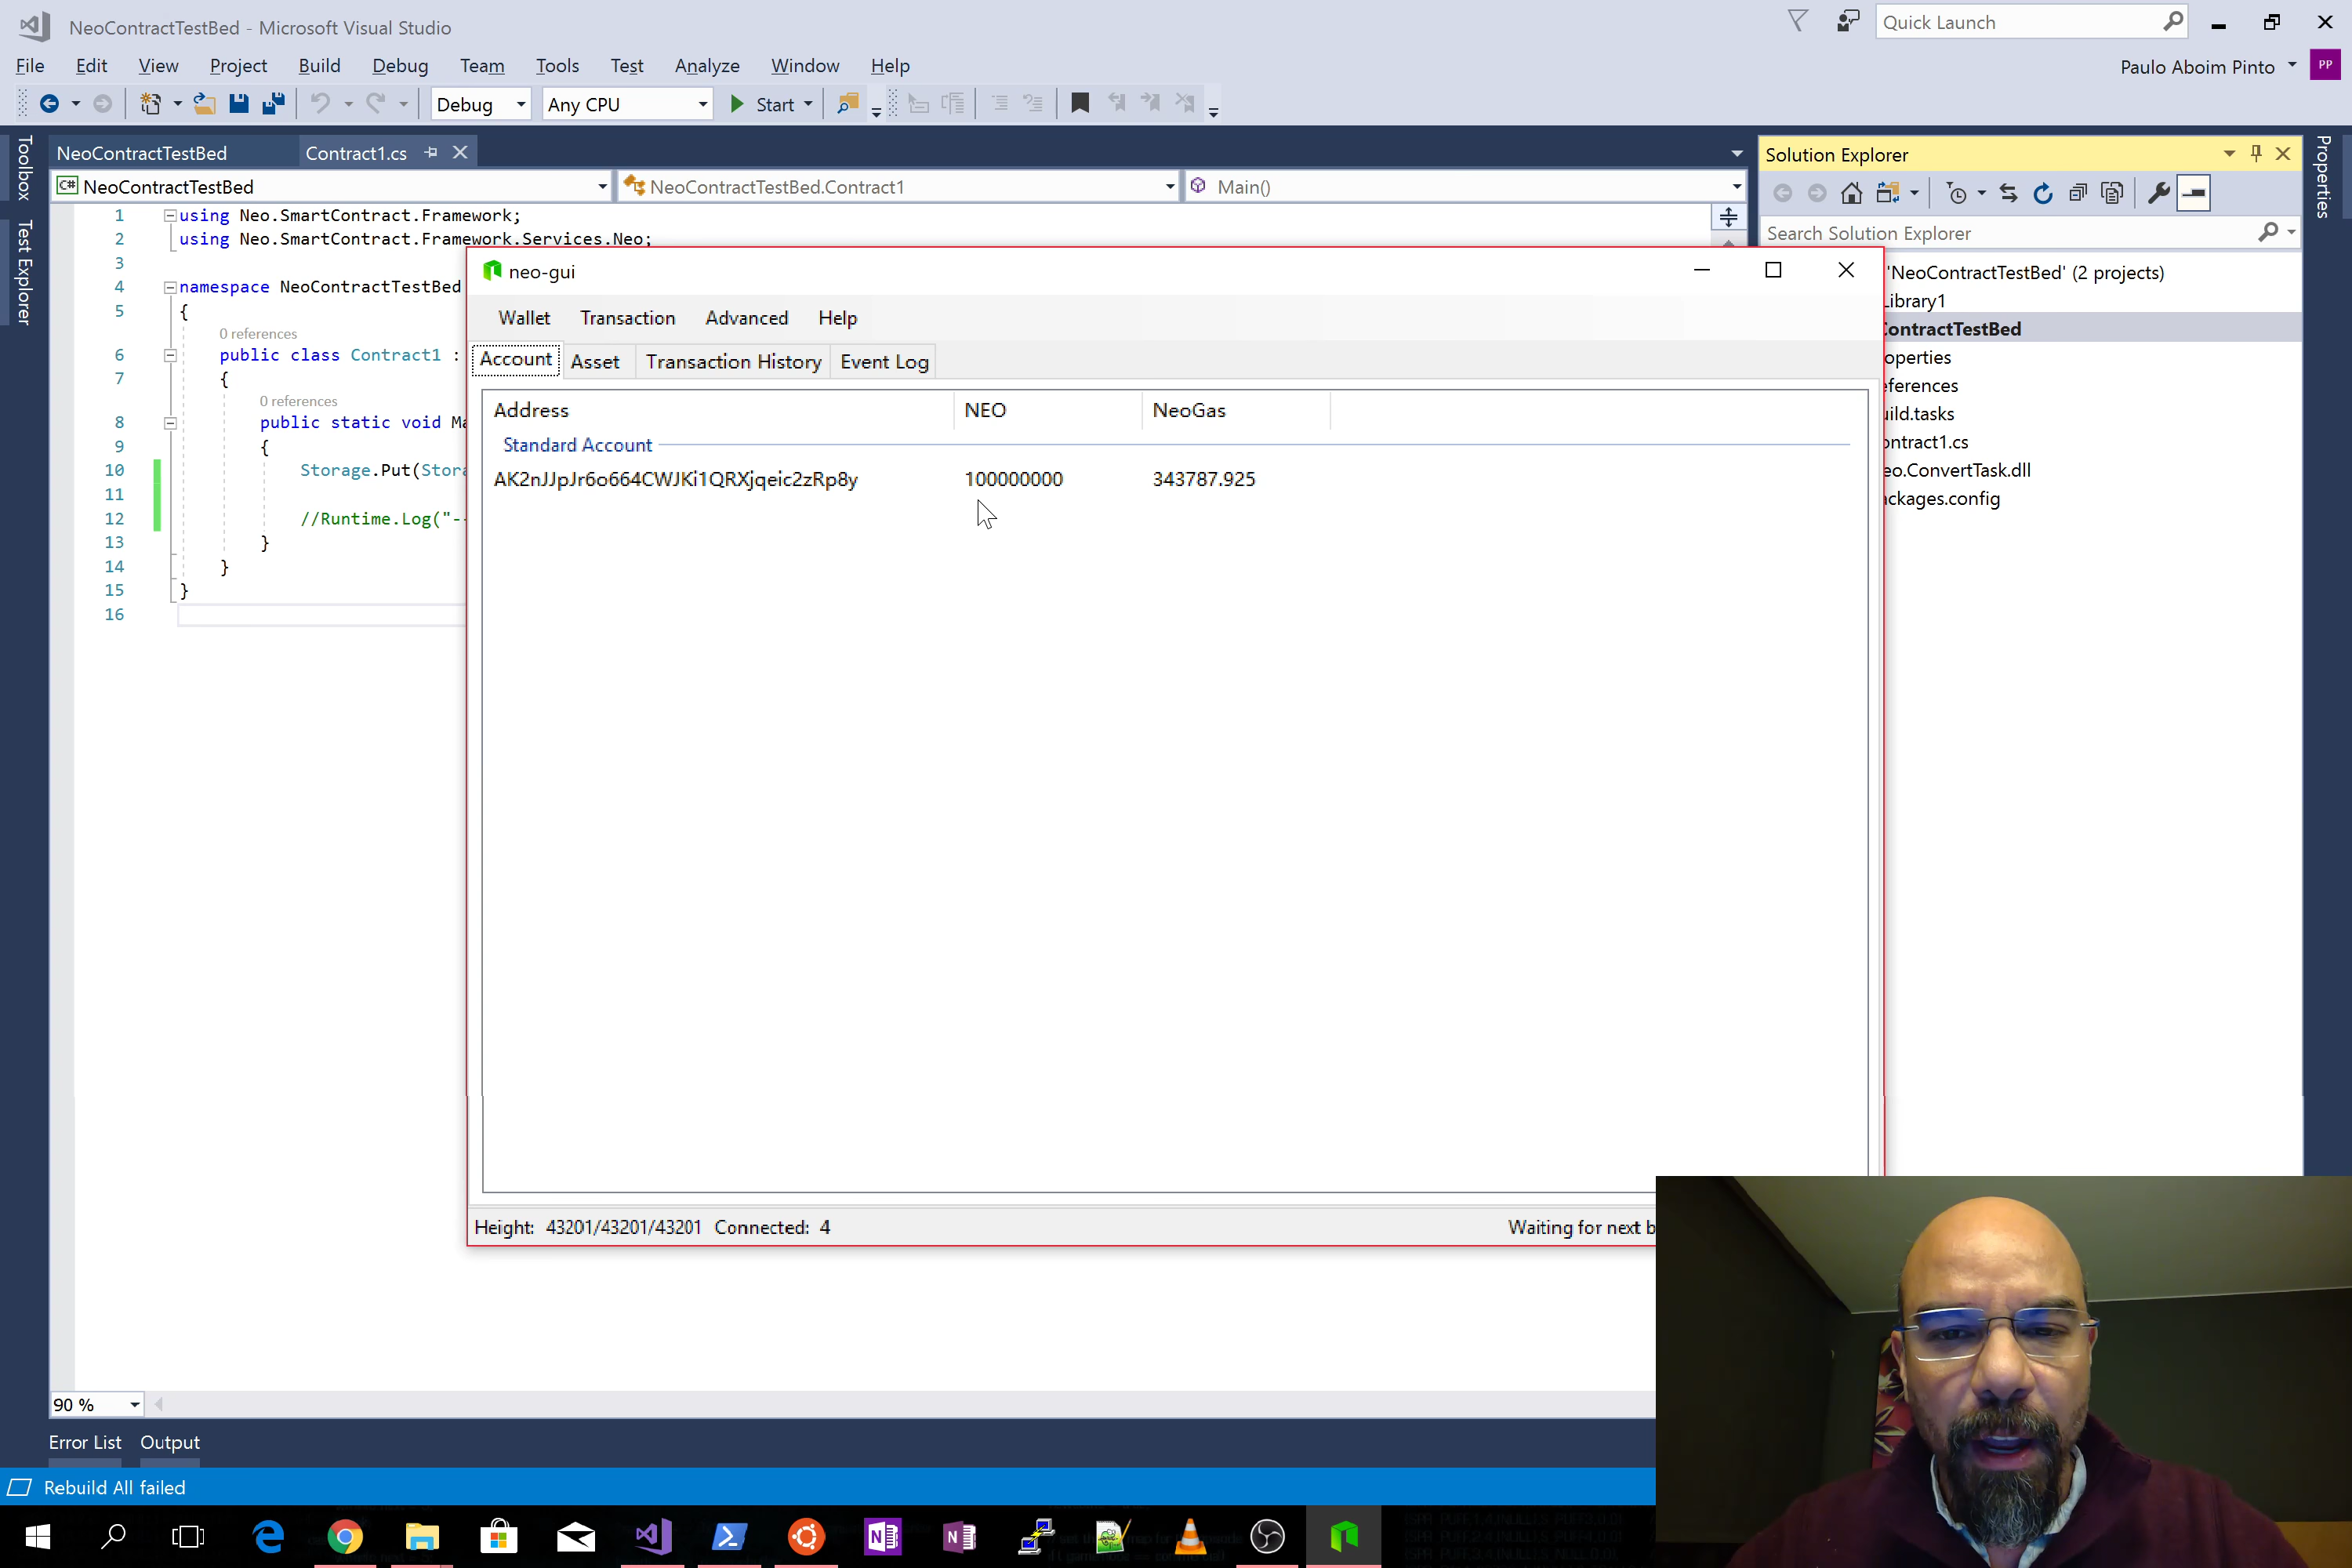 NeoContractTestBed - Microsoft Visual Studio
Quick Launch
File Edit View Project Build Debug Team Tools Test Analyze Window Help
Paulo Aboim Pinto PP
Debug Any CPU Start
Toolbox
Test Explorer
NeoContractTestBed Contract1.cs
C# NeoContractTestBed NeoContractTestBed.Contract1 Main()
1 using Neo.SmartContract.Framework;
2 using Neo.SmartContract.Framework.Services.Neo;
3
4 namespace NeoContractTestBed
5 {
0 references
6 public class Contract1 :
7 {
0 references
8 public static void Ma
9 {
10 Storage.Put(Stora
11
12 //Runtime.Log("--
13 }
14 }
15 }
16
neo-gui
Wallet Transaction Advanced Help
Account Asset Transaction History Event Log
Address NEO NeoGas
Standard Account
AK2nJJpJr6o664CWJKi1QRXjqeic2zRp8y 100000000 343787.925
Height: 43201/43201/43201 Connected: 4
Waiting for next b
Solution Explorer
Search Solution Explorer
'NeoContractTestBed' (2 projects)
Library1
ContractTestBed
operties
eferences
uild.tasks
ontract1.cs
eo.ConvertTask.dll
ackages.config
Properties
90 %
Error List Output
Rebuild All failed